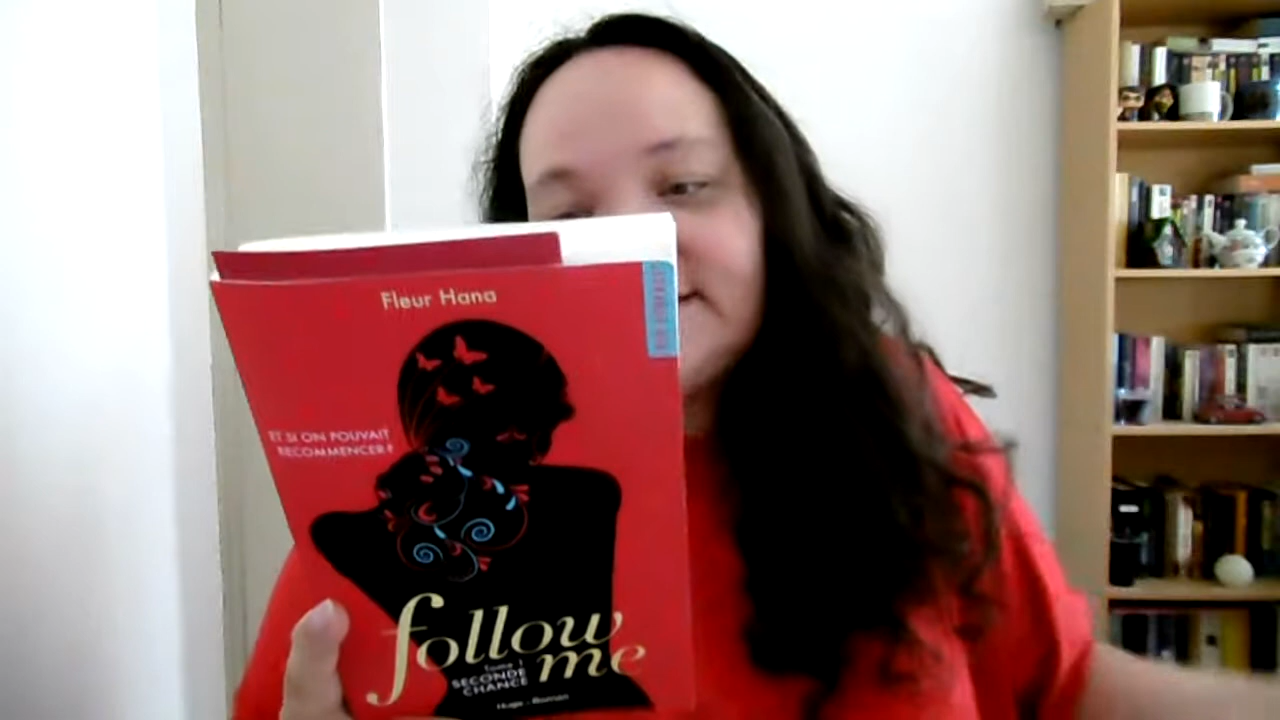 Fleur Hana
ET SI ON POUVAIT
RECOMMENCER ?
follow
me
Tome 1
SECONDE
CHANCE
Hugo Roman